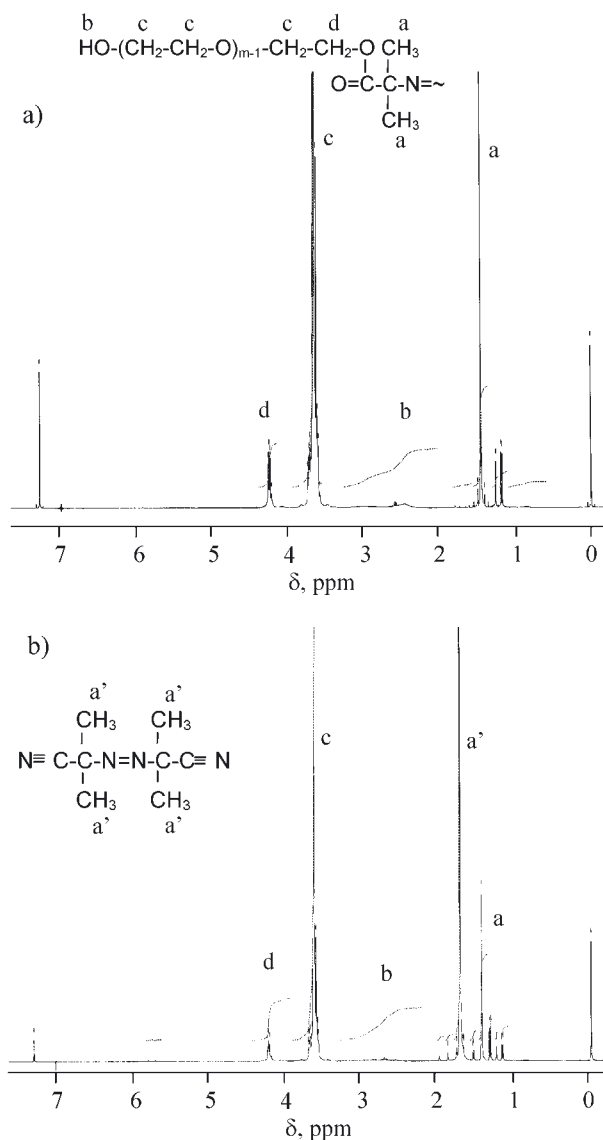 b c c c d a
HO-(CH₂-CH₂-O)ₘ₋₁-CH₂-CH₂-O CH₃
O=C-C-N=~
CH₃
a
a)
c
a
d
b
7 6 5 4 3 2 1 0
δ, ppm
b)
a' a'
CH₃ CH₃
N≡C-C-N=N-C-C≡N
CH₃ CH₃
a' a'
c
a'
a
d
b
7 6 5 4 3 2 1 0
δ, ppm